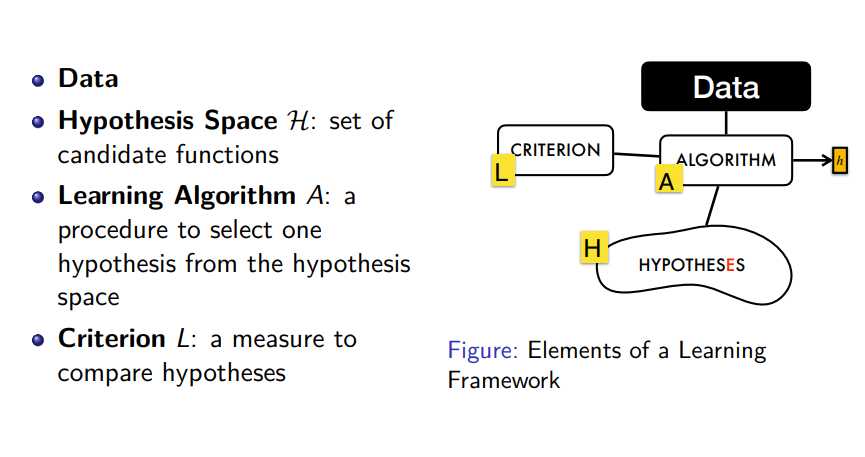 Data
Hypothesis Space ℋ: set of
candidate functions
Learning Algorithm A: a
procedure to select one
hypothesis from the hypothesis
space
Criterion L: a measure to
compare hypotheses
Data
CRITERION
L
ALGORITHM
A
h
H
HYPOTHESES
Figure: Elements of a Learning
Framework